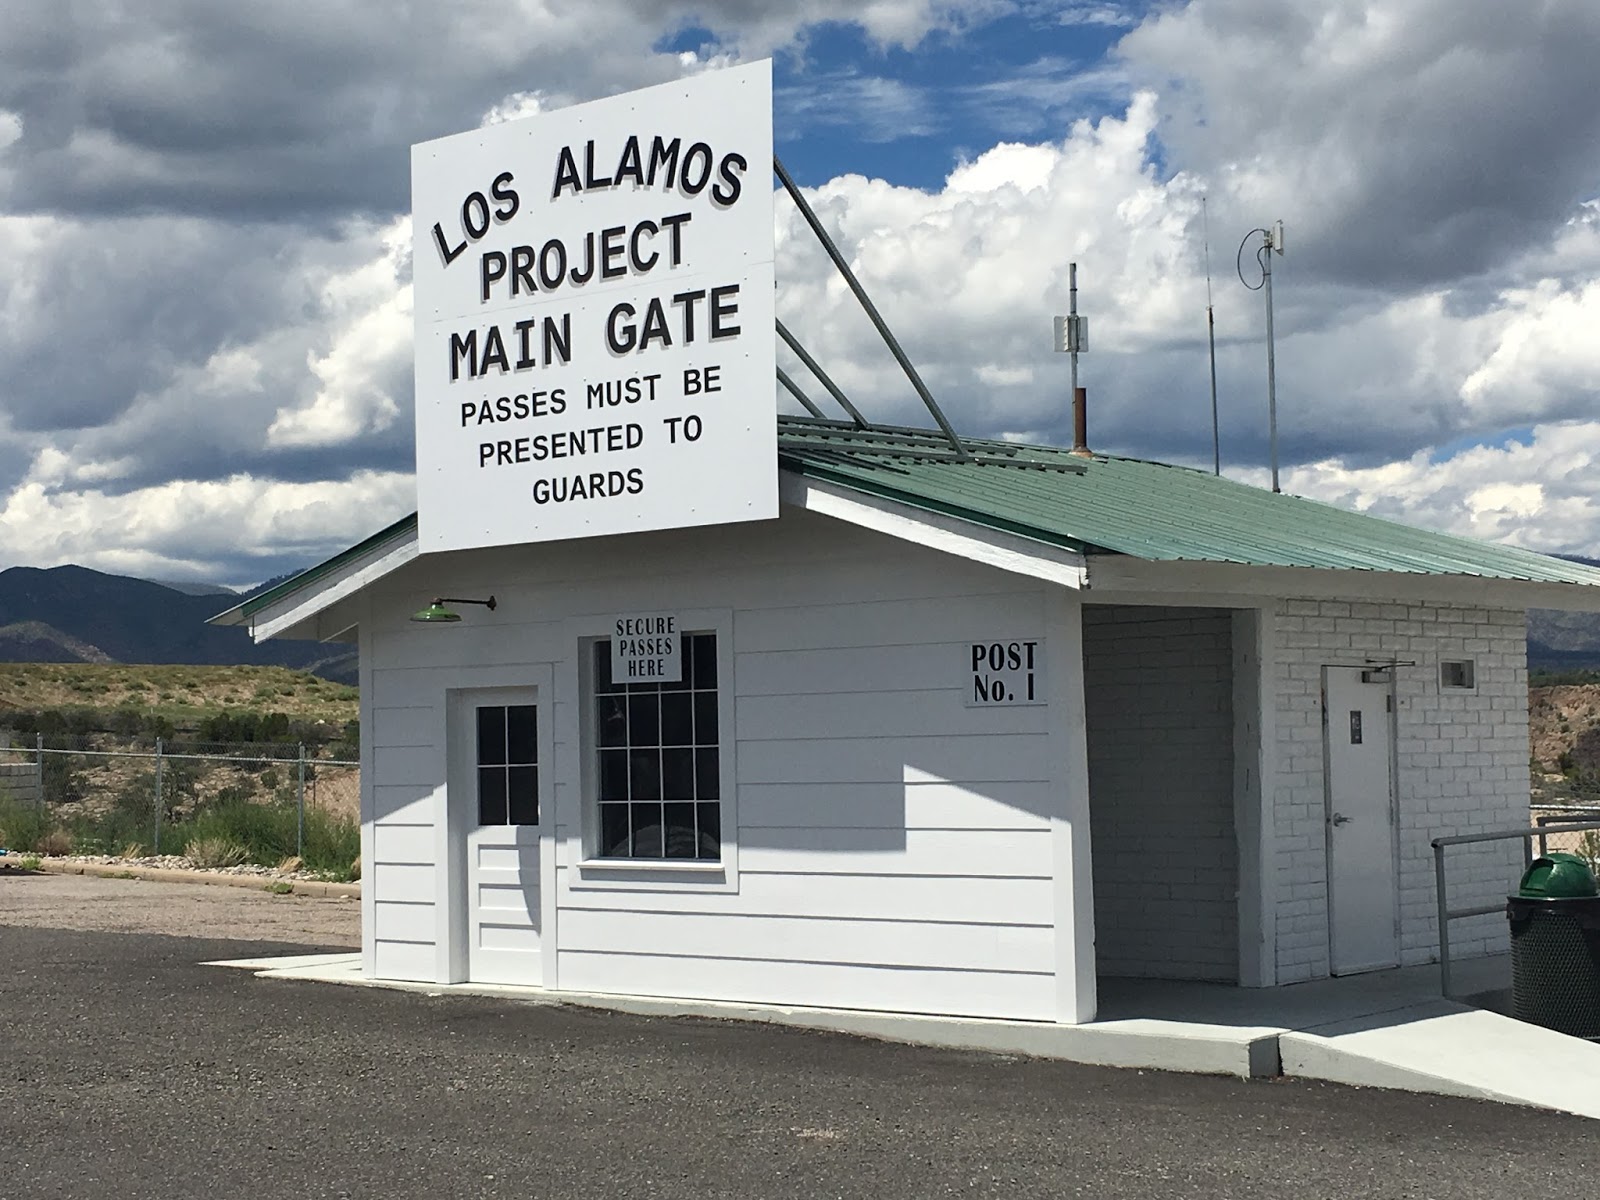 LOS ALAMOS
PROJECT
MAIN GATE
PASSES MUST BE
PRESENTED TO
GUARDS
SECURE
PASSES
HERE
POST
No. 1